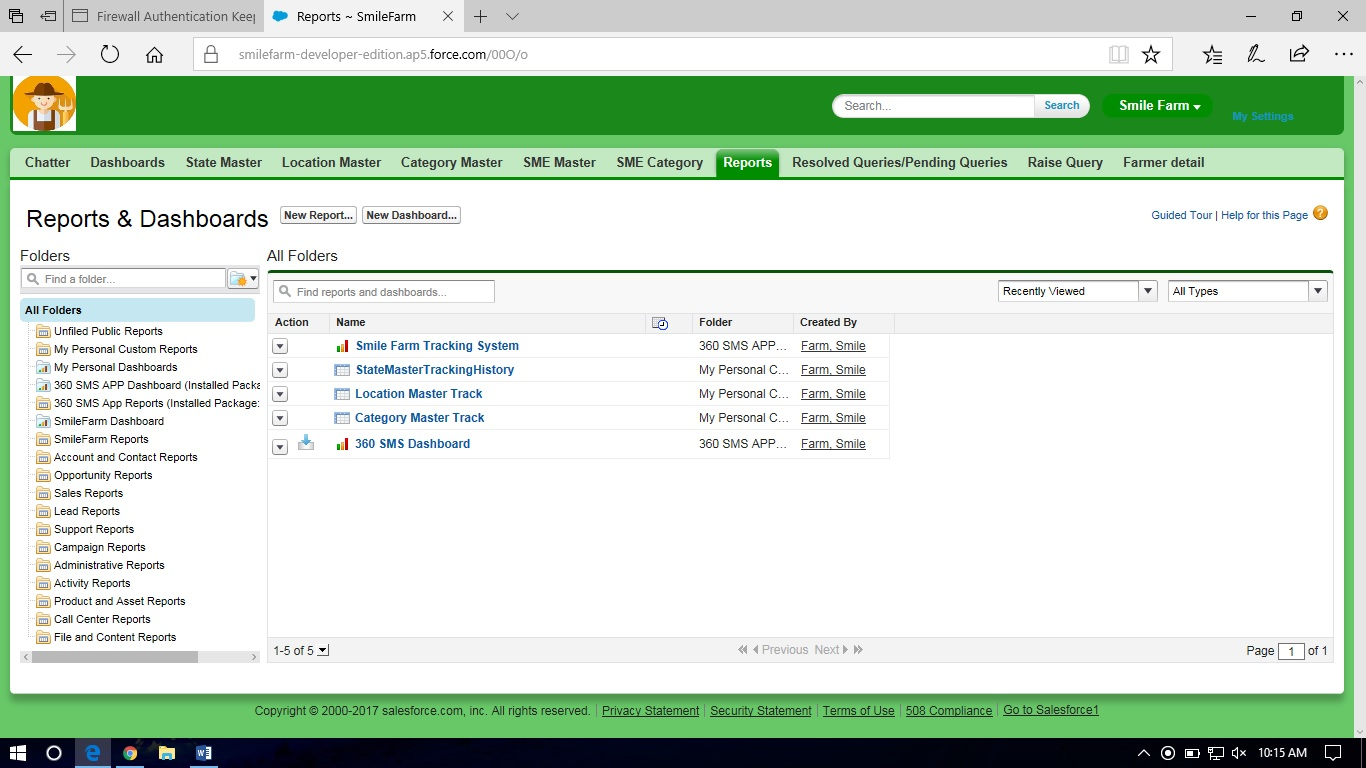 Firewall Authentication Keep
Reports ~ SmileFarm
smilefarm-developer-edition.ap5.force.com/00O/o
Search...
Search
Smile Farm
My Settings
Chatter Dashboards State Master Location Master Category Master SME Master SME Category Reports Resolved Queries/Pending Queries Raise Query Farmer detail
Reports & Dashboards
New Report...
New Dashboard...
Guided Tour | Help for this Page
Folders
Find a folder...
All Folders
Unfiled Public Reports
My Personal Custom Reports
My Personal Dashboards
360 SMS APP Dashboard (Installed Packa
360 SMS App Reports (Installed Package:
SmileFarm Dashboard
SmileFarm Reports
Account and Contact Reports
Opportunity Reports
Sales Reports
Lead Reports
Support Reports
Campaign Reports
Administrative Reports
Activity Reports
Product and Asset Reports
Call Center Reports
File and Content Reports
All Folders
Find reports and dashboards...
Recently Viewed
All Types
Action Name Folder Created By
Smile Farm Tracking System 360 SMS APP... Farm, Smile
StateMasterTrackingHistory My Personal C... Farm, Smile
Location Master Track My Personal C... Farm, Smile
Category Master Track My Personal C... Farm, Smile
360 SMS Dashboard 360 SMS APP... Farm, Smile
1-5 of 5
Previous Next
Page 1 of 1
Copyright © 2000-2017 salesforce.com, inc. All rights reserved. | Privacy Statement | Security Statement | Terms of Use | 508 Compliance | Go to Salesforce1
10:15 AM